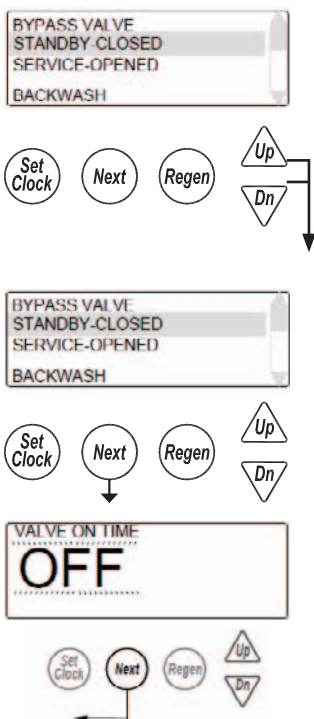 BYPASS VALVE
STANDBY-CLOSED
SERVICE-OPENED
BACKWASH
Set
Clock
Next
Regen
Up
Dn
BYPASS VALVE
STANDBY-CLOSED
SERVICE-OPENED
BACKWASH
Set
Clock
Next
Regen
Up
Dn
VALVE ON TIME
OFF
Set
Clock
Next
Regen
Up
Dn